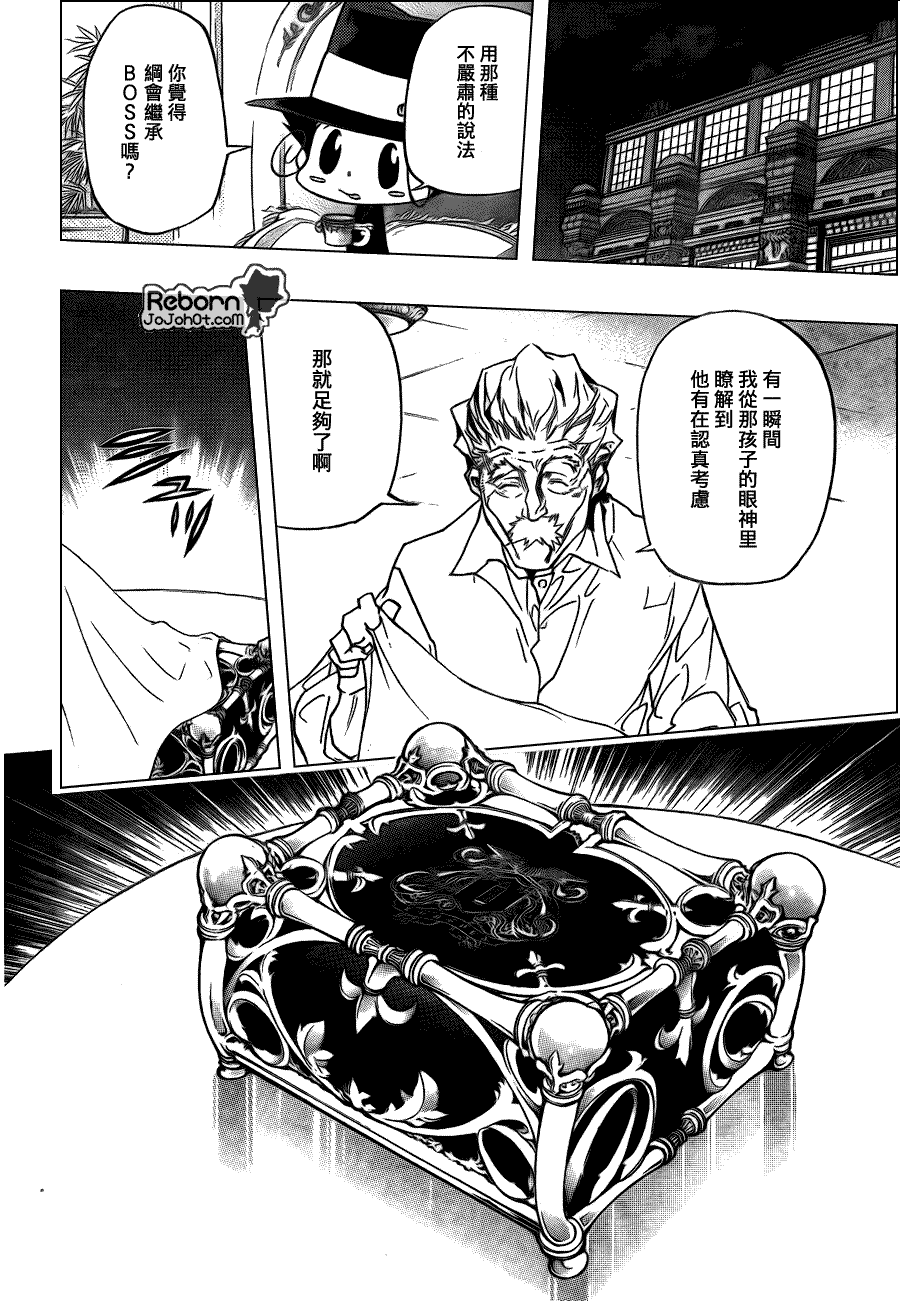 用那種
不嚴肅的說法
你覺得
綱會繼承
BOSS嗎？
有一瞬間
我從那孩子的眼神里
瞭解到
他有在認真考慮
那就足夠了啊
Reborn
JoJoh0t.coM